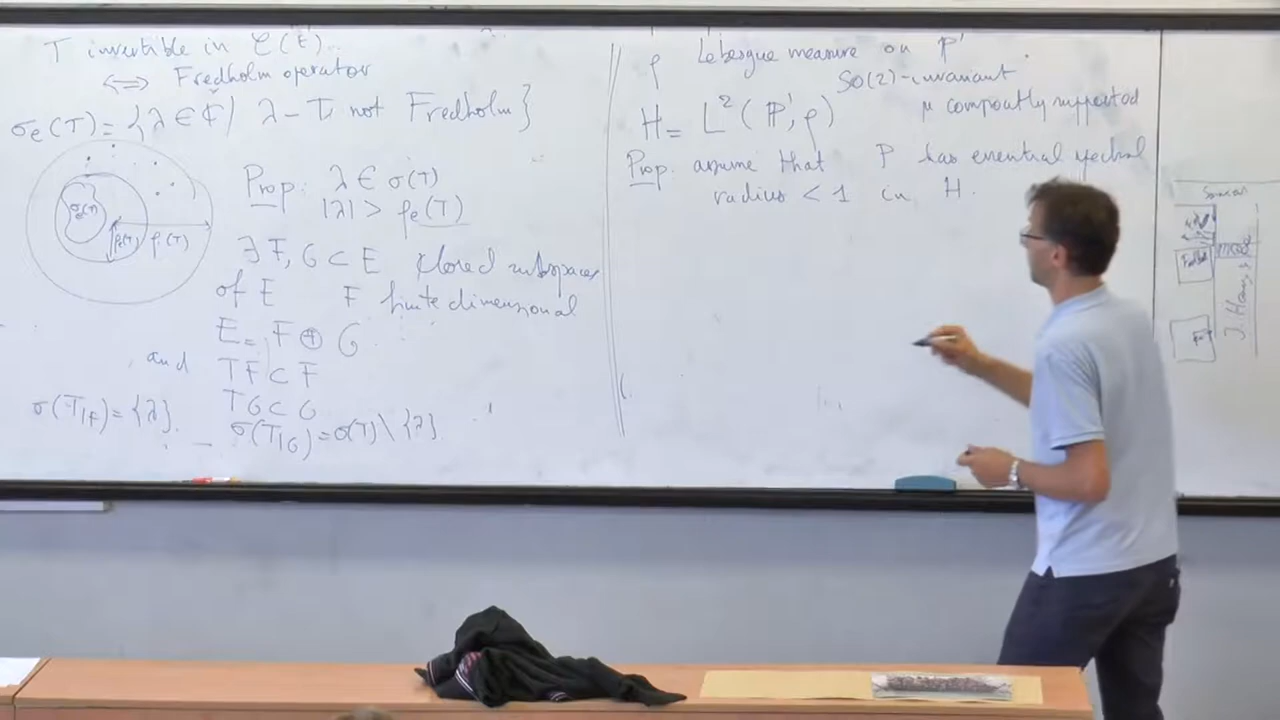 T invertible in 𝒞(E)
⟺ Fredholm operator
σe(T) = {λ ∈ ₵ | λ - T not Fredholm}
σe(T)
ρe(T)
ρ(T)
Prop: λ ∈ σ(T)
|λ| > ρe(T)
∃ F, G ⊂ E closed subspaces
of E F finite dimensional
E = F ⊕ G
and TF ⊂ F
TG ⊂ G
σ(T|F) = {λ}. σ(T|G) = σ(T) \ {λ}
ρ Lebesgue measure on P¹
SO(2)-invariant
H = L²(P¹, ρ) μ compactly supported
Prop: assume that P has essential spectral
radius < 1 in H.